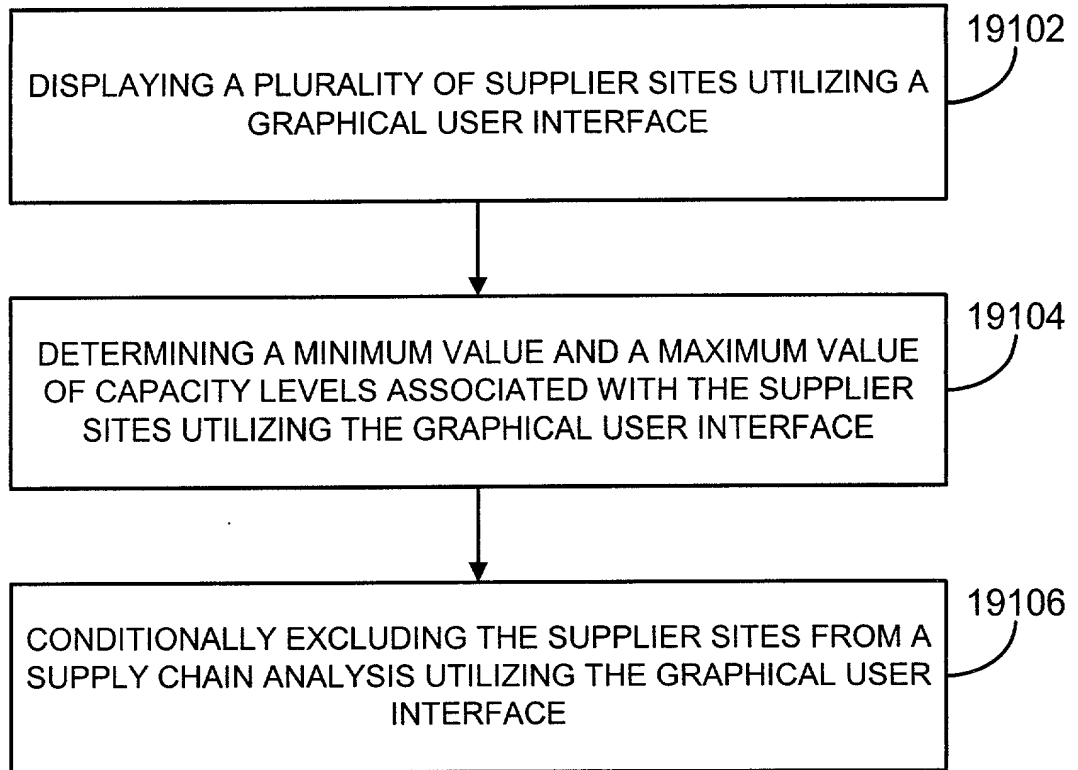 19102
DISPLAYING A PLURALITY OF SUPPLIER SITES UTILIZING A
GRAPHICAL USER INTERFACE
19104
DETERMINING A MINIMUM VALUE AND A MAXIMUM VALUE
OF CAPACITY LEVELS ASSOCIATED WITH THE SUPPLIER
SITES UTILIZING THE GRAPHICAL USER INTERFACE
19106
CONDITIONALLY EXCLUDING THE SUPPLIER SITES FROM A
SUPPLY CHAIN ANALYSIS UTILIZING THE GRAPHICAL USER
INTERFACE